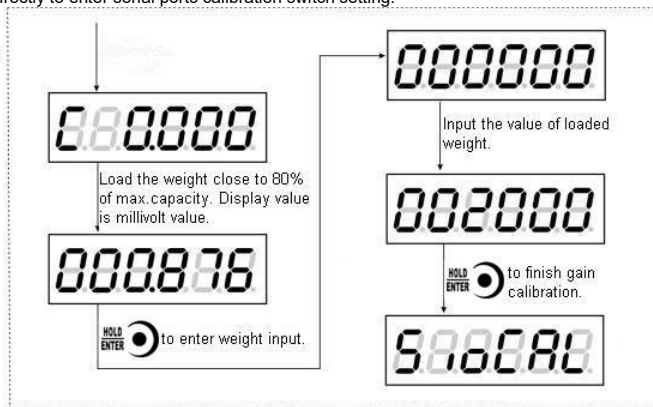 directly to enter serial ports calibration switch setting.
C 0.000
Load the weight close to 80%
of max.capacity. Display value
is millivolt value.
000.876
HOLD
ENTER
to enter weight input.
000000
Input the value of loaded
weight.
002000
HOLD
ENTER
to finish gain
calibration.
SioCAL